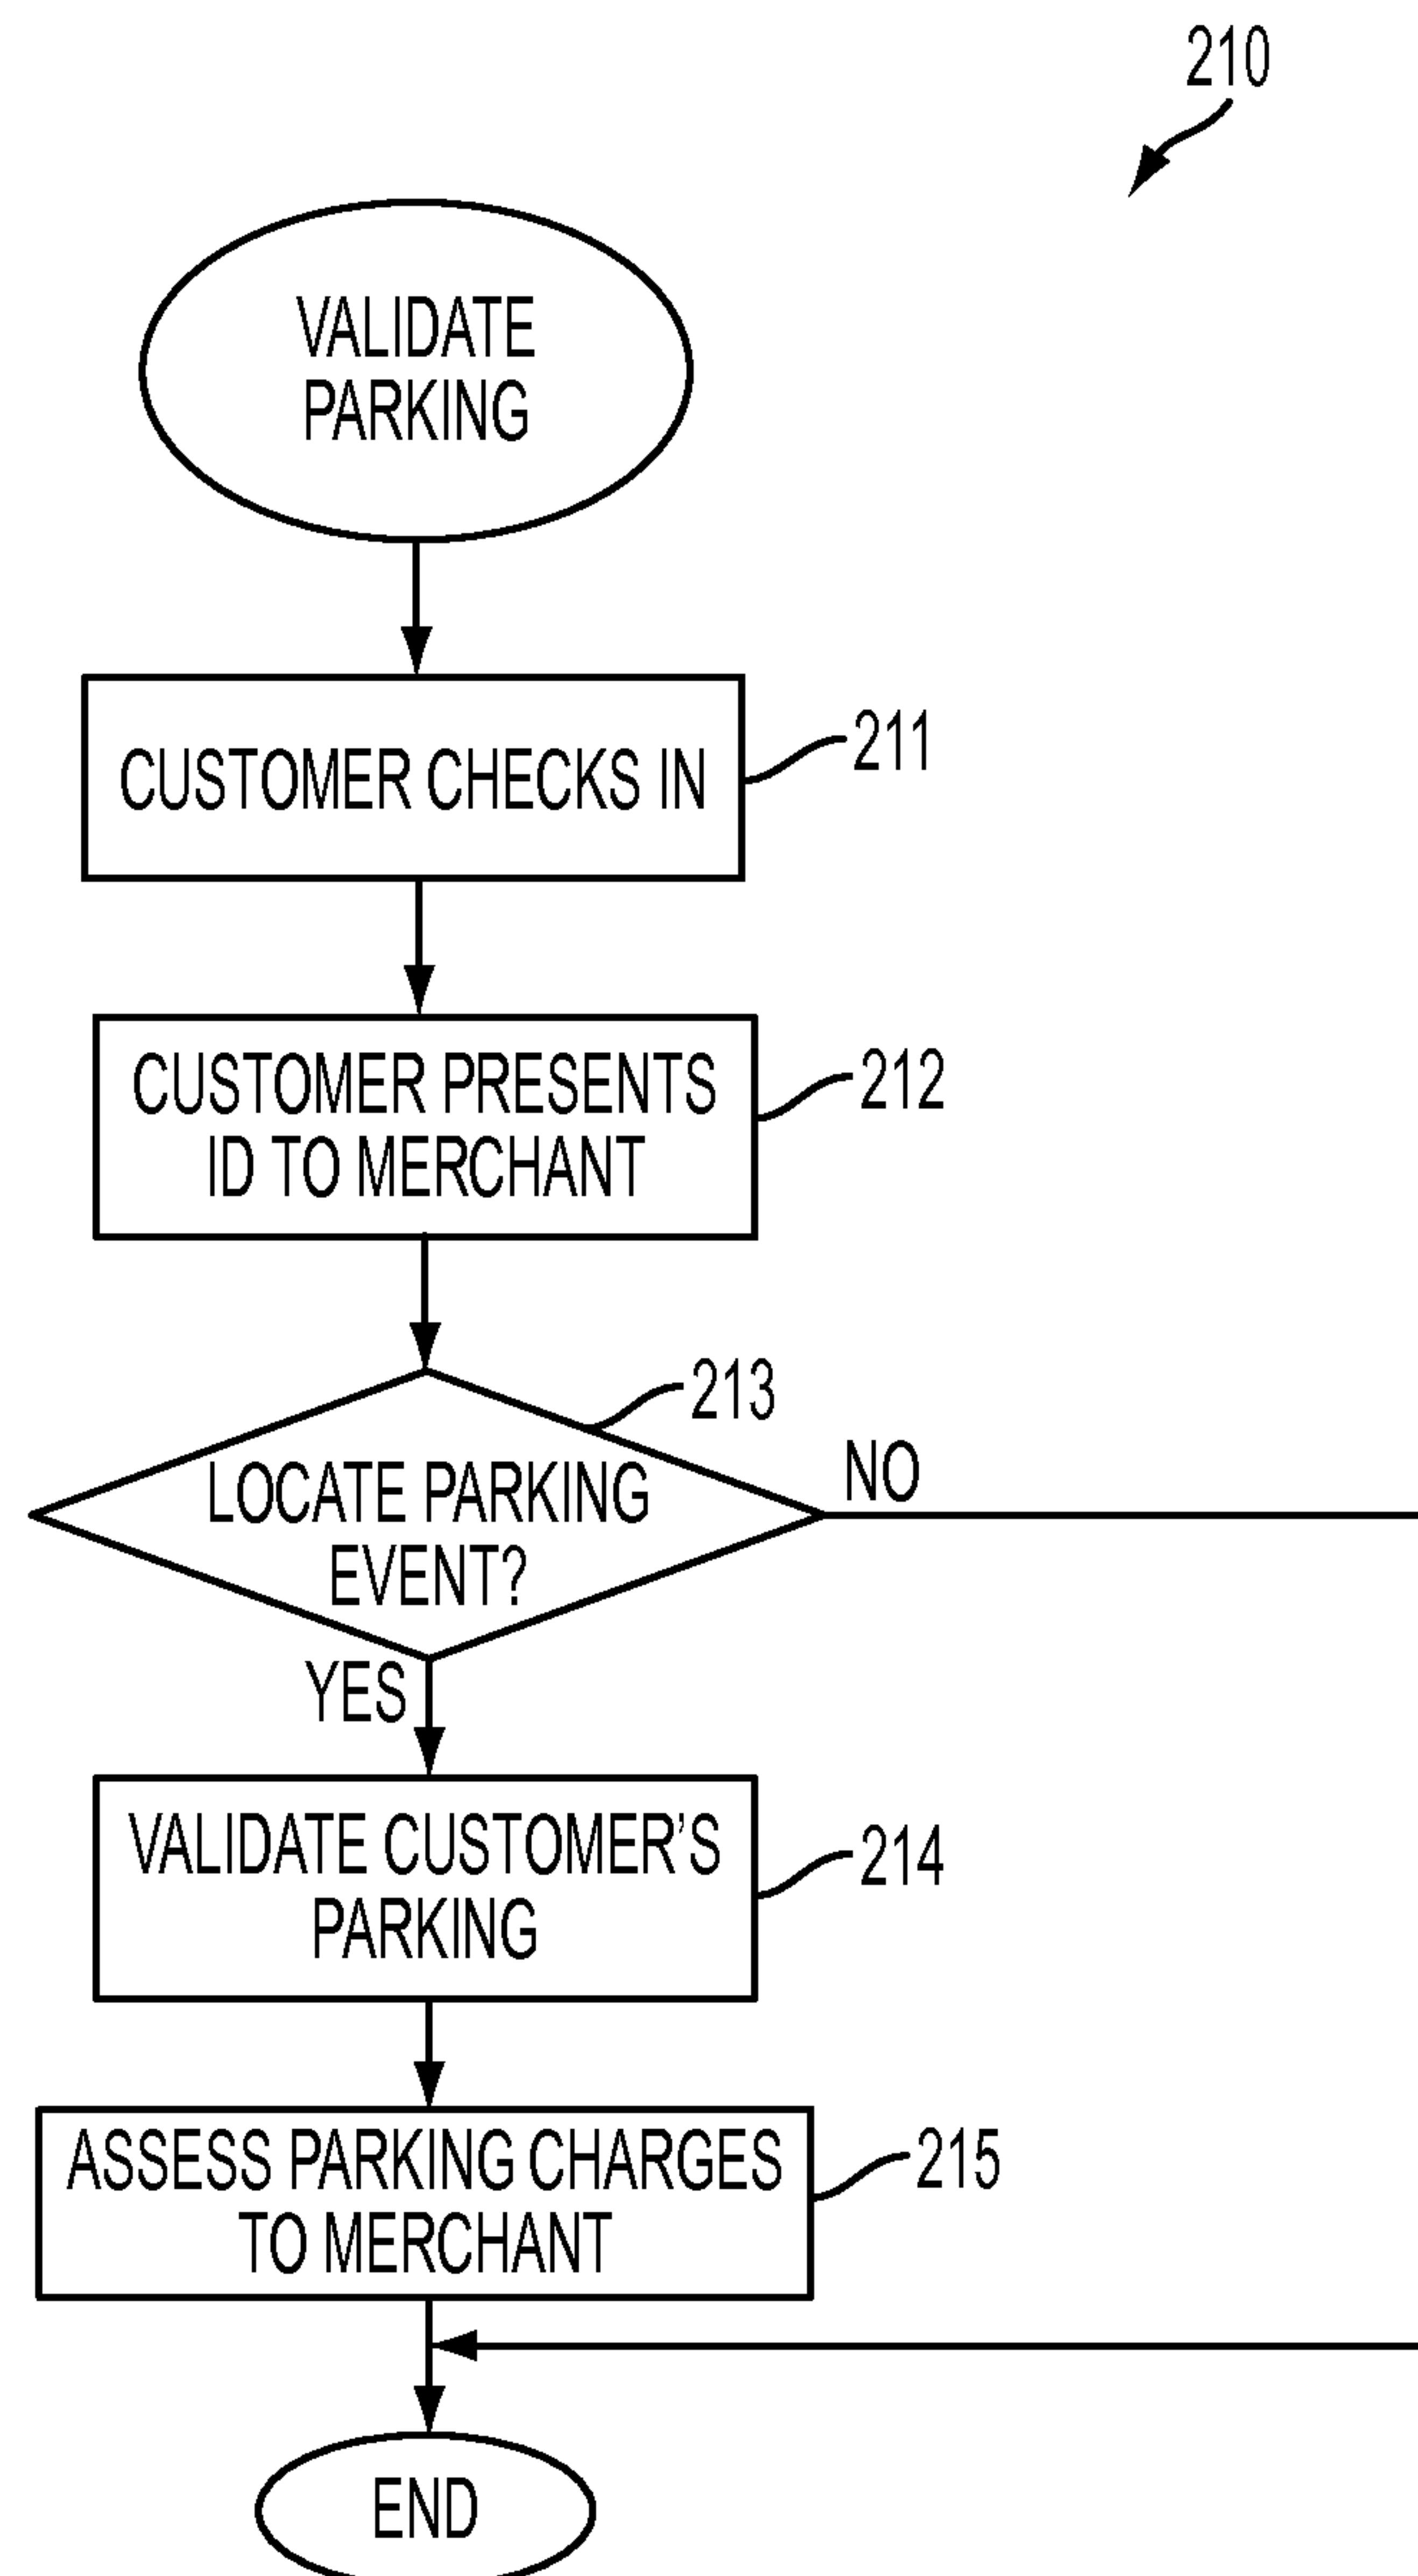 210
VALIDATE
PARKING
CUSTOMER CHECKS IN
211
CUSTOMER PRESENTS
ID TO MERCHANT
212
213
LOCATE PARKING
EVENT?
NO
YES
VALIDATE CUSTOMER'S
PARKING
214
ASSESS PARKING CHARGES
TO MERCHANT
215
END